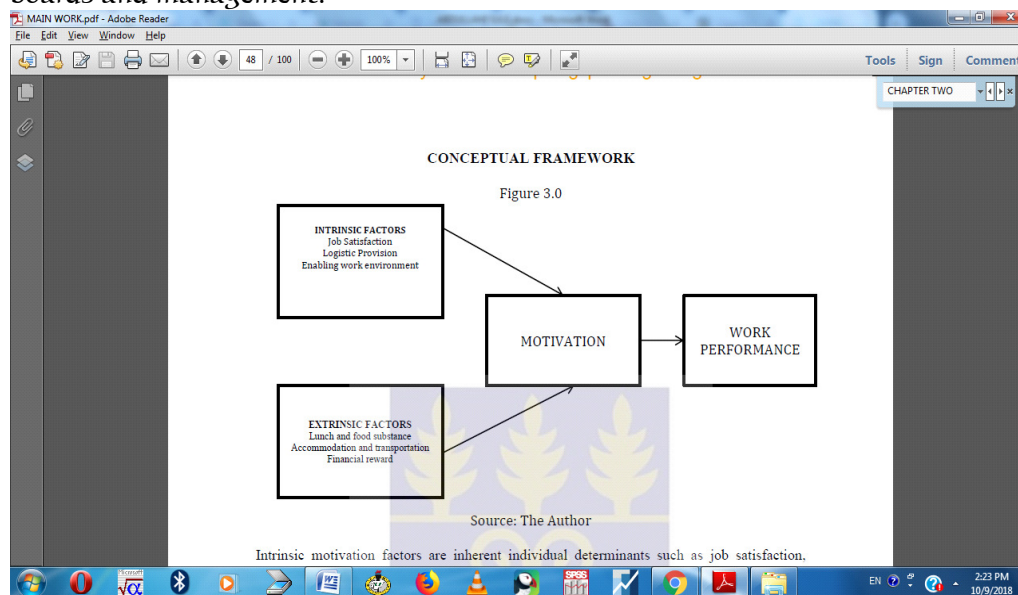 boards and management.
MAIN WORK.pdf - Adobe Reader
File Edit View Window Help
48 / 100 100% Tools Sign Comment
CHAPTER TWO
CONCEPTUAL FRAMEWORK
Figure 3.0
INTRINSIC FACTORS
Job Satisfaction
Logistic Provision
Enabling work environment
MOTIVATION
WORK
PERFORMANCE
EXTRINSIC FACTORS
Lunch and food substance
Accommodation and transportation
Financial reward
Source: The Author
Intrinsic motivation factors are inherent individual determinants such as job satisfaction,
SPSS
EN
2:23 PM
10/9/2018